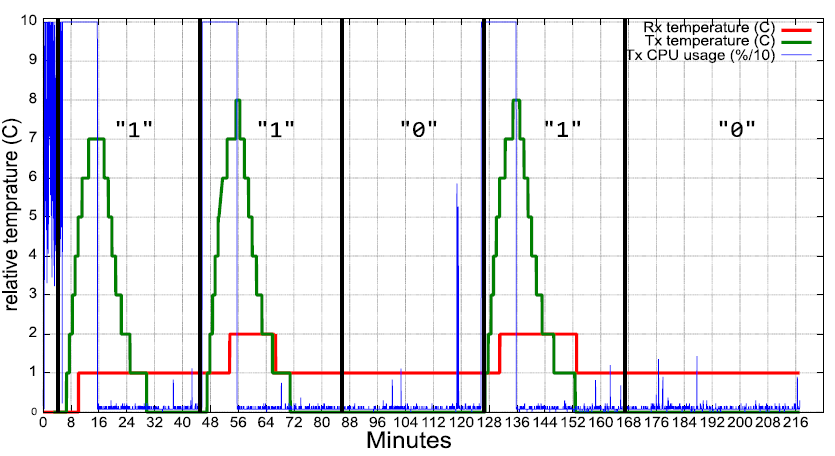 Rx temperature (C)
Tx temperature (C)
Tx CPU usage (%/10)
"1" "1" "0" "1" "0"
relative temprature (C)
10
9
8
7
6
5
4
3
2
1
0
0 8 16 24 32 40 48 56 64 72 80 88 96 104 112 120 128 136 144 152 160 168 176 184 192 200 208 216
Minutes